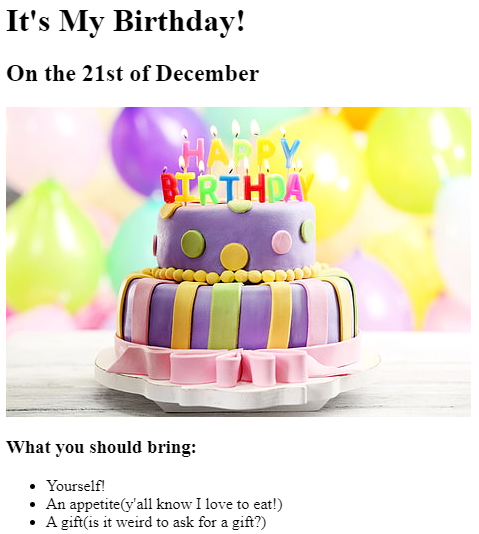 It's My Birthday!
On the 21st of December
HAPPY
BIRTHDAY
What you should bring:
Yourself!
An appetite(y'all know I love to eat!)
A gift(is it weird to ask for a gift?)